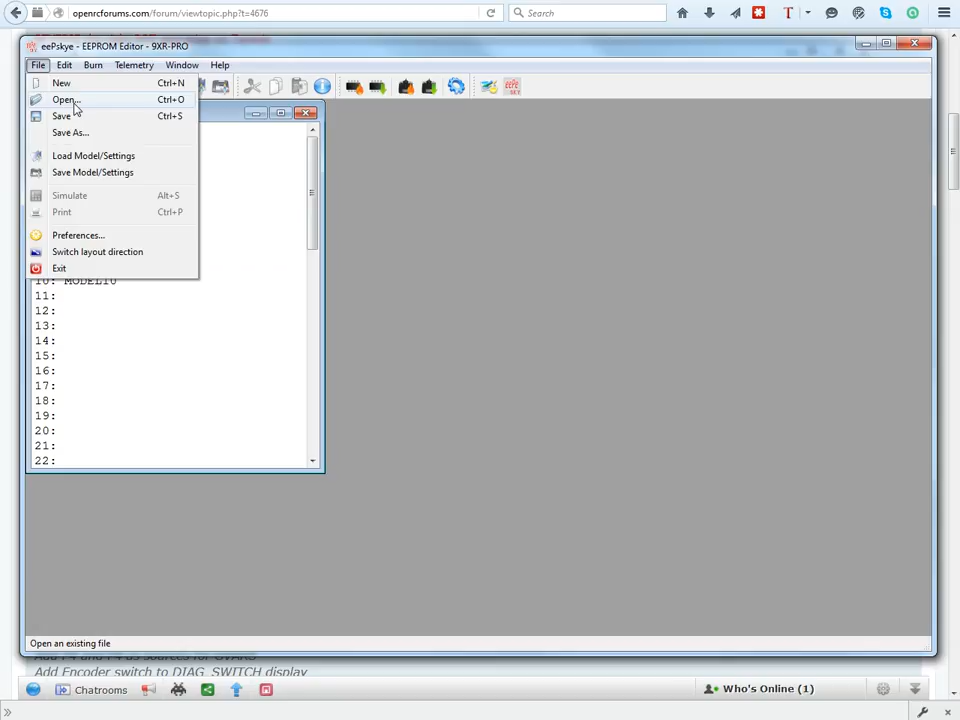 openrcforums.com/forum/viewtopic.php?t=4676
Search
eePskye - EEPROM Editor - 9XR-PRO
File Edit Burn Telemetry Window Help
New Ctrl+N
Open... Ctrl+O
Save Ctrl+S
Save As...
Load Model/Settings
Save Model/Settings
Simulate Alt+S
Print Ctrl+P
Preferences...
Switch layout direction
Exit
10: MODEL10
11:
12:
13:
14:
15:
16:
17:
18:
19:
20:
21:
22:
Open an existing file
Add Encoder switch to DIAG_SWITCH display
Chatrooms
Who's Online (1)